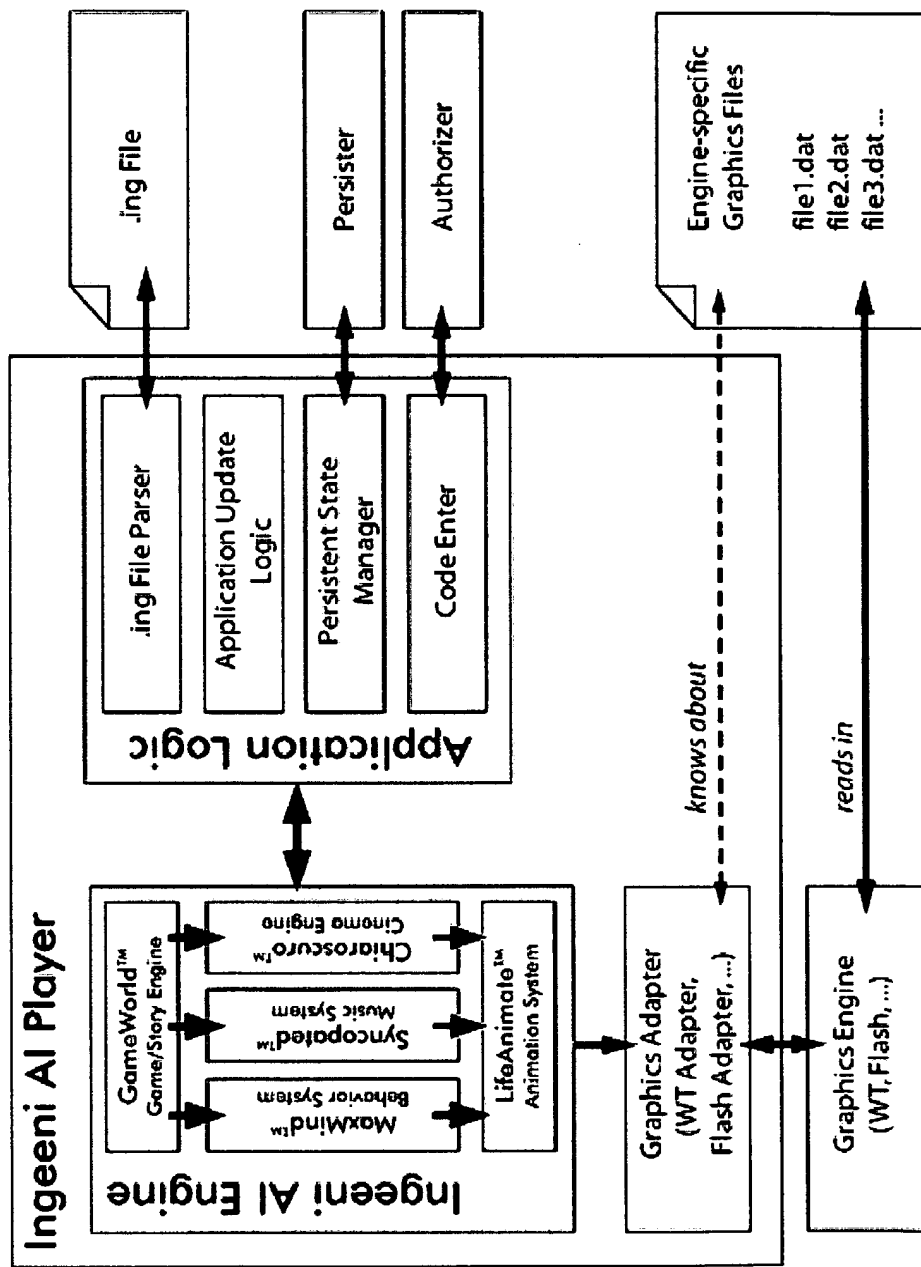 Ingeeni AI Player
Ingeeni AI Engine
GameWorld™
Game/Story Engine
MaxMind™
Behavior System
Syncopated™
Music System
Chiaroscuro™
Cinema Engine
LifeAnimate™
Animation System
Application Logic
.ing File Parser
Application Update
Logic
Persistent State
Manager
Code Enter
.ing File
Persister
Authorizer
Graphics Adapter
(WT Adapter,
Flash Adapter, ...)
knows about
Engine-specific
Graphics Files
file1.dat
file2.dat
file3.dat ...
Graphics Engine
(WT, Flash, ...)
reads in